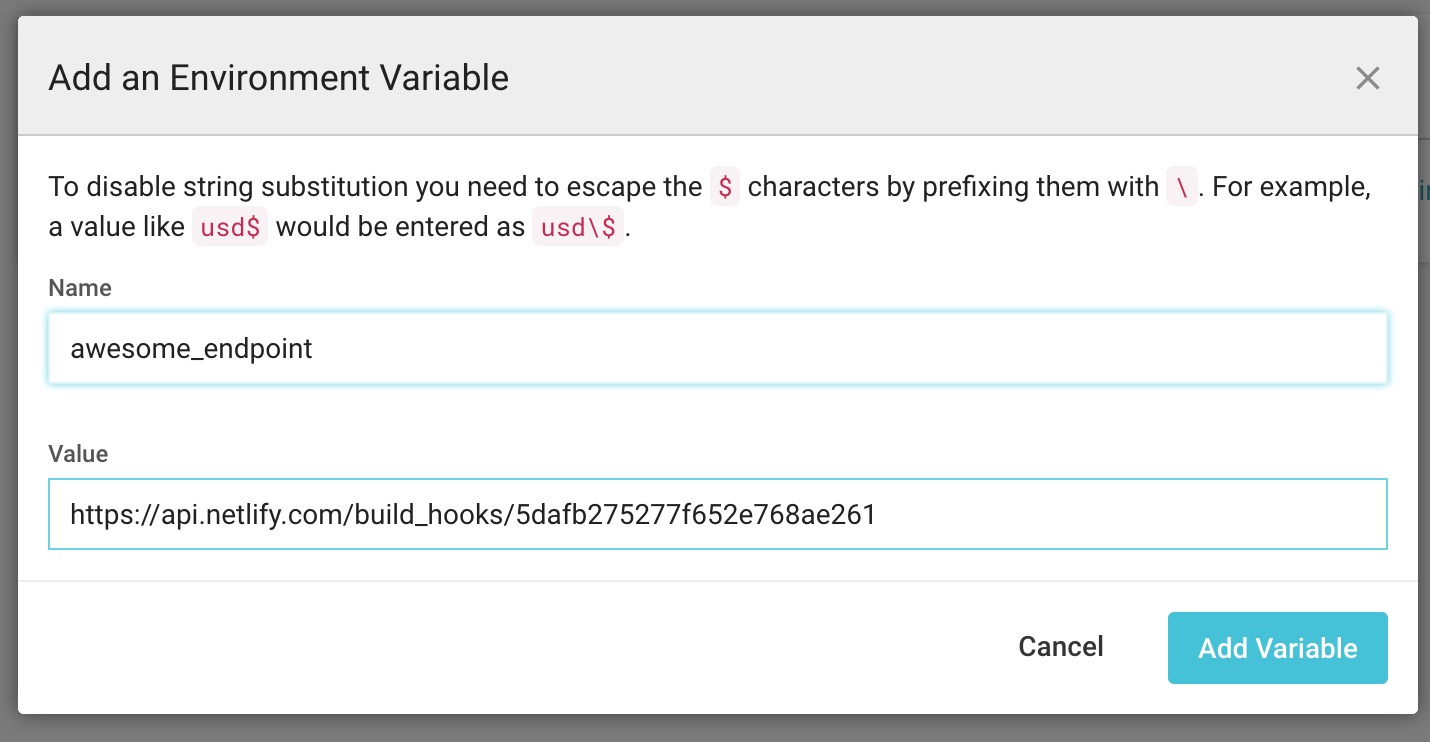 Add an Environment Variable
To disable string substitution you need to escape the $ characters by prefixing them with \. For example,
a value like usd$ would be entered as usd\$.
Name
awesome_endpoint
Value
https://api.netlify.com/build_hooks/5dafb275277f652e768ae261
Cancel
Add Variable